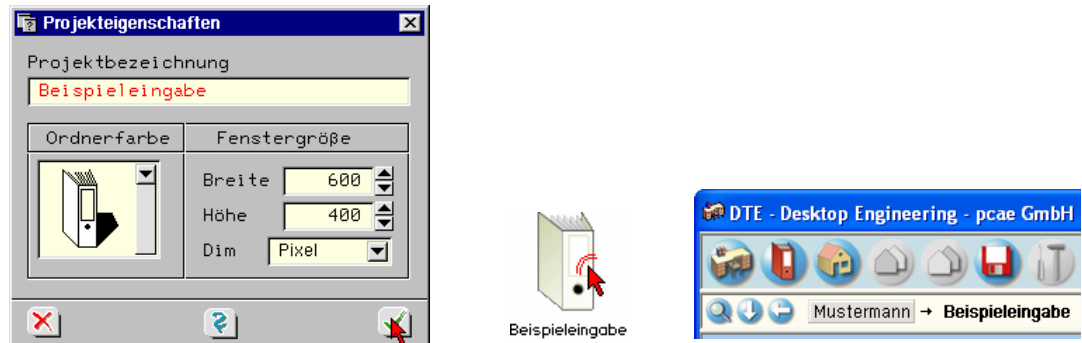 Projekteigenschaften
Projektbezeichnung
Beispieleingabe
Ordnerfarbe
Fenstergröße
Breite 600
Höhe 400
Dim Pixel
Beispieleingabe
DTE - Desktop Engineering - pcae GmbH
Mustermann → Beispieleingabe